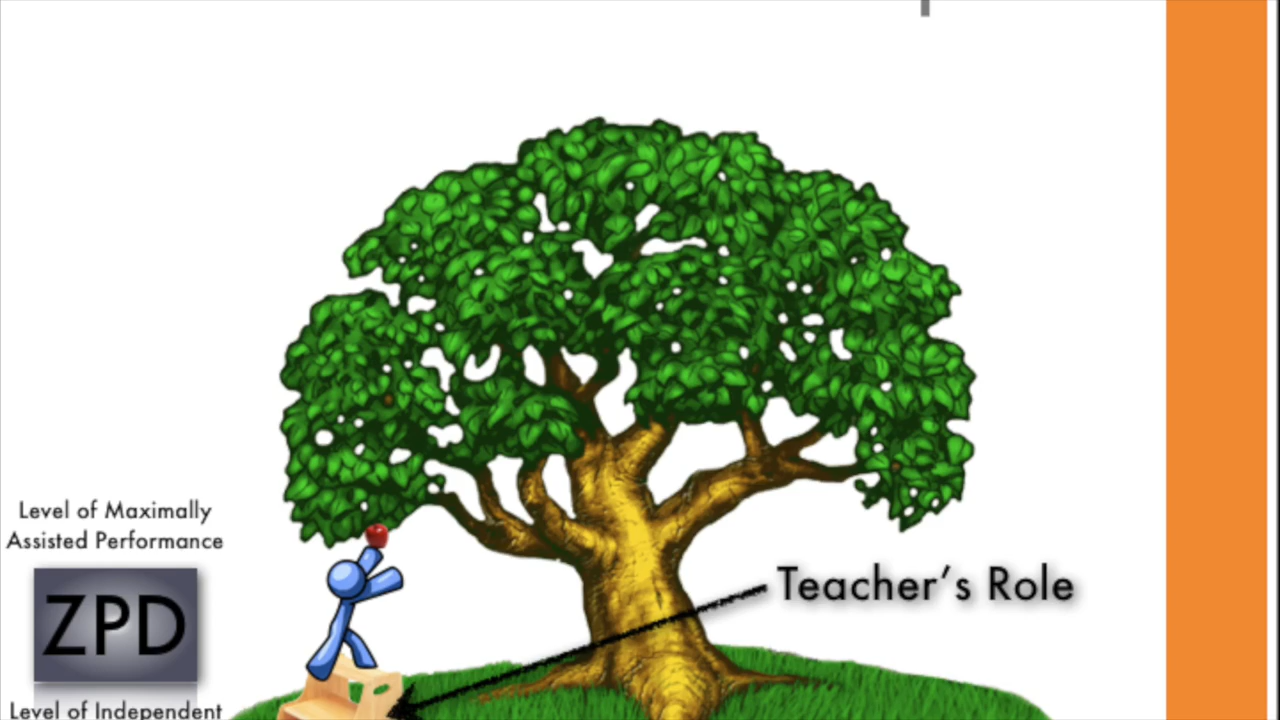 Level of Maximally
Assisted Performance
ZPD
Teacher's Role
Level of Independent